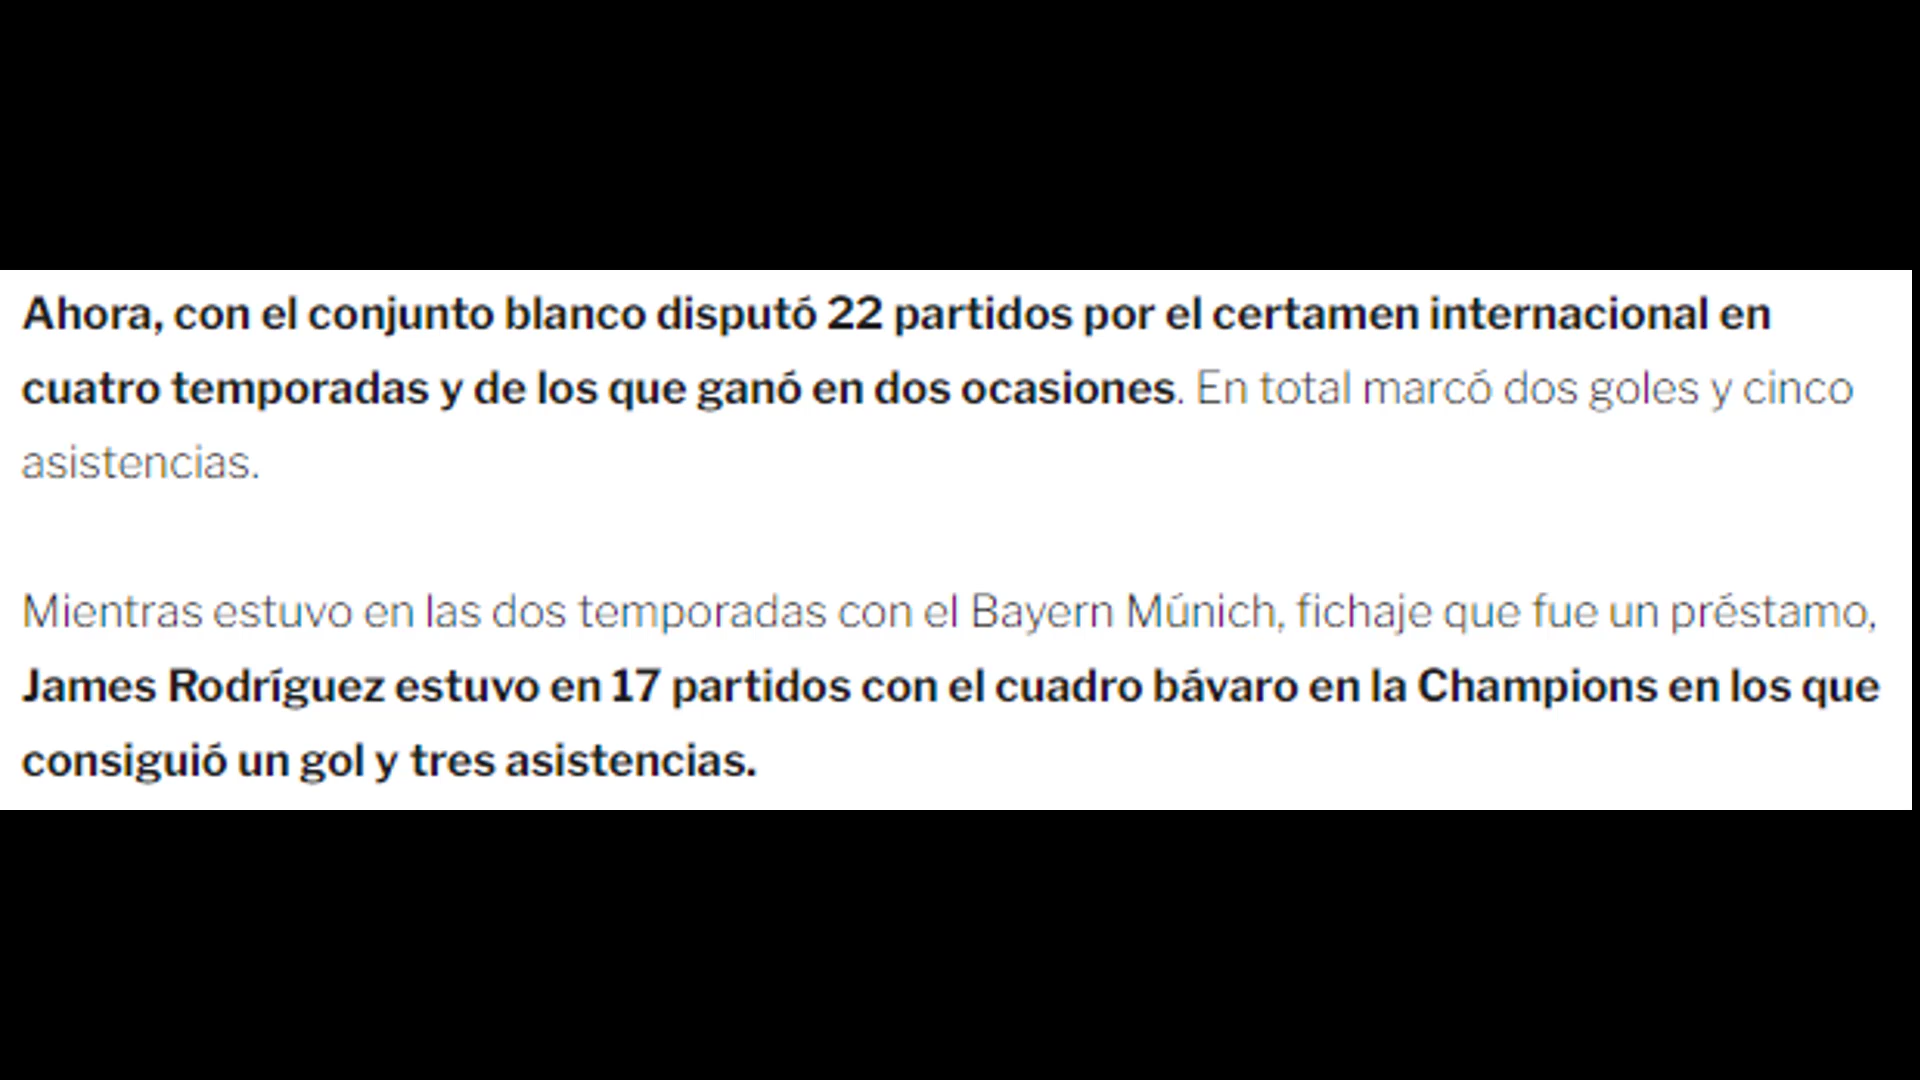 Ahora, con el conjunto blanco disputó 22 partidos por el certamen internacional en
cuatro temporadas y de los que ganó en dos ocasiones. En total marcó dos goles y cinco
asistencias.
Mientras estuvo en las dos temporadas con el Bayern Múnich, fichaje que fue un préstamo,
James Rodríguez estuvo en 17 partidos con el cuadro bávaro en la Champions en los que
consiguió un gol y tres asistencias.